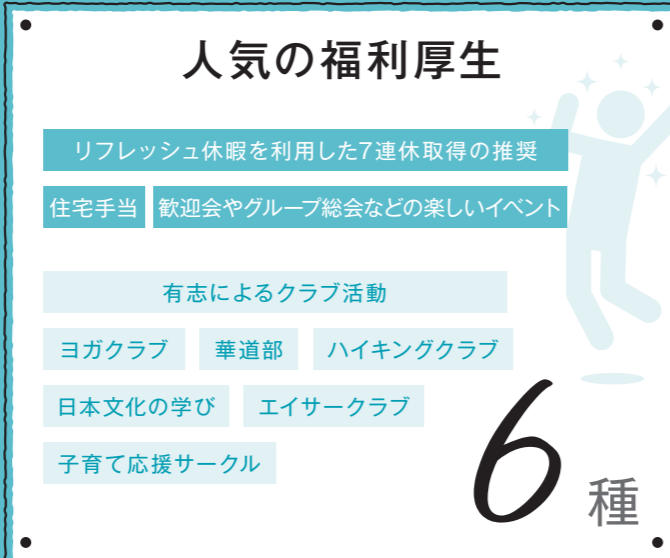 人気の福利厚生
リフレッシュ休暇を利用した7連休取得の推奨
住宅手当 歓迎会やグループ総会などの楽しいイベント
有志によるクラブ活動
ヨガクラブ 華道部 ハイキングクラブ
日本文化の学び エイサークラブ
子育て応援サークル
6種